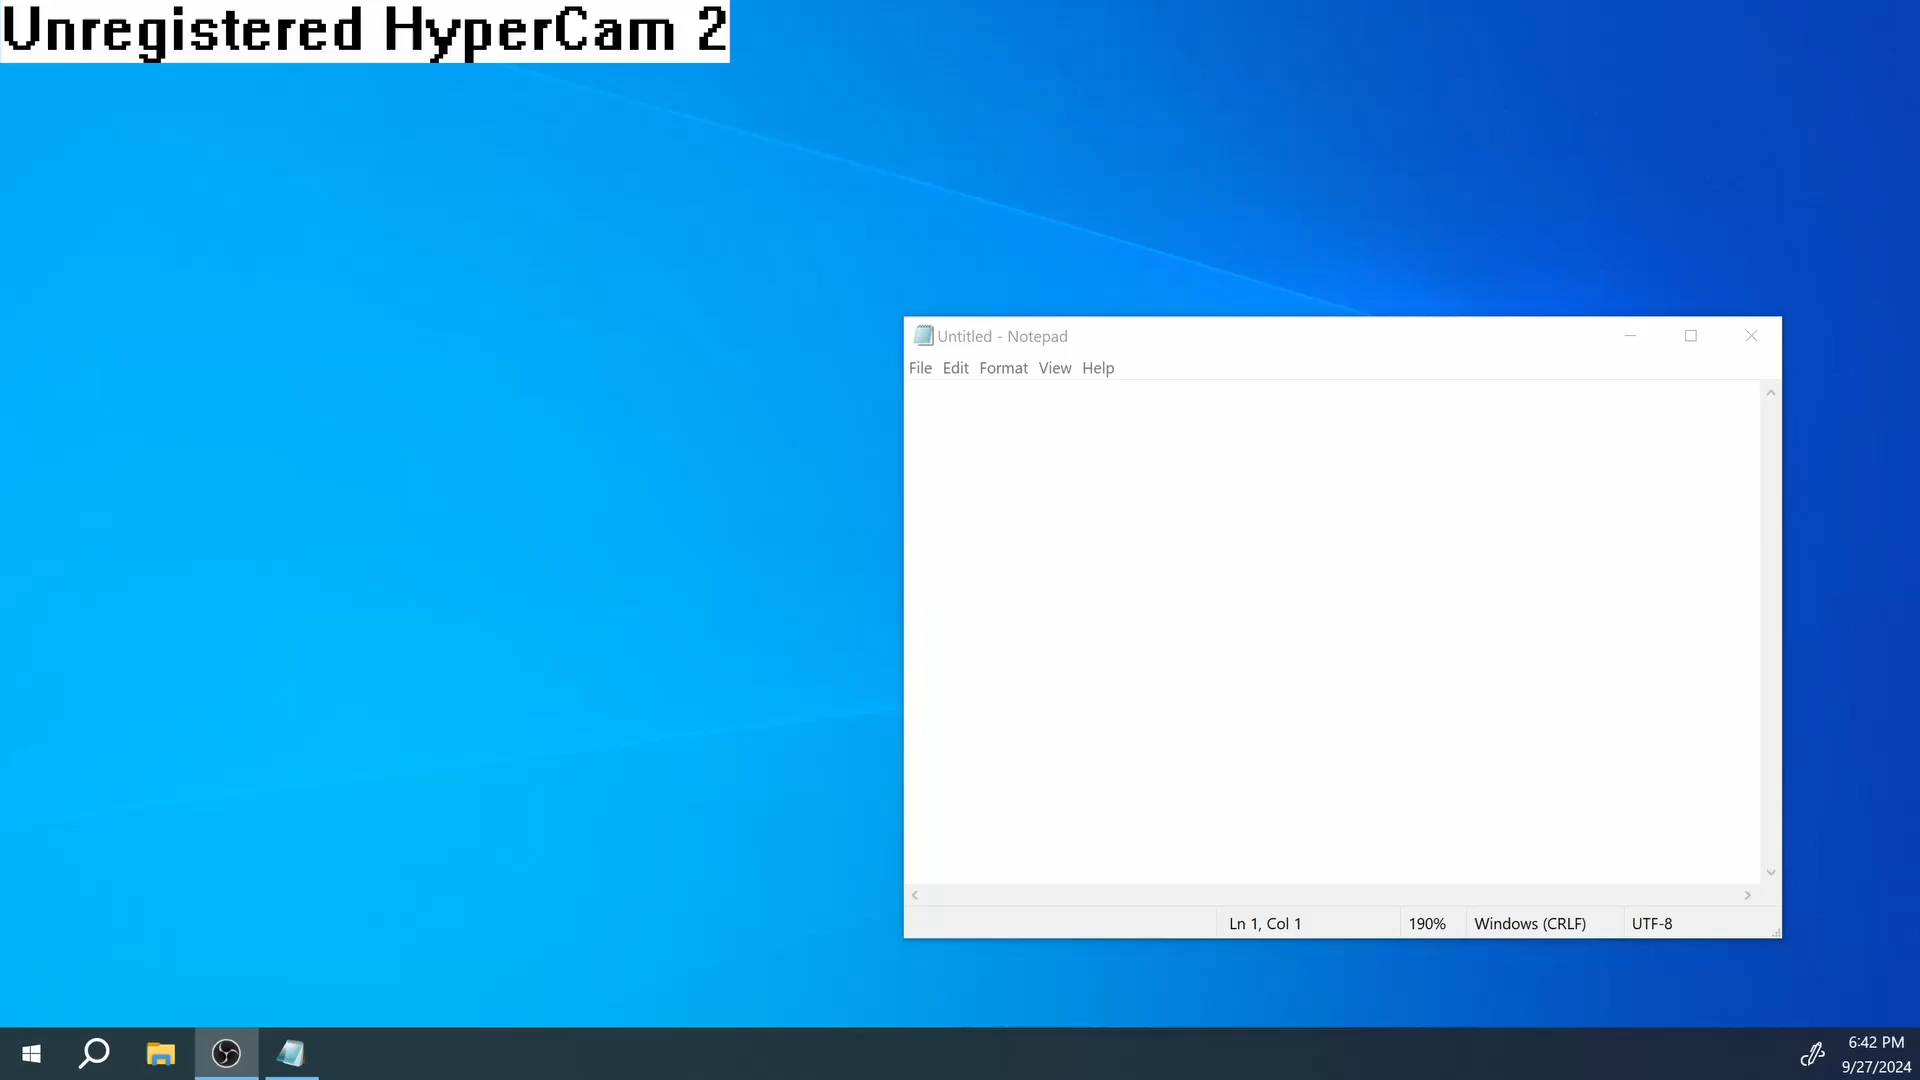 Unregistered HyperCam 2
Untitled - Notepad
File Edit Format View Help
Ln 1, Col 1 190% Windows (CRLF) UTF-8
6:42 PM
9/27/2024